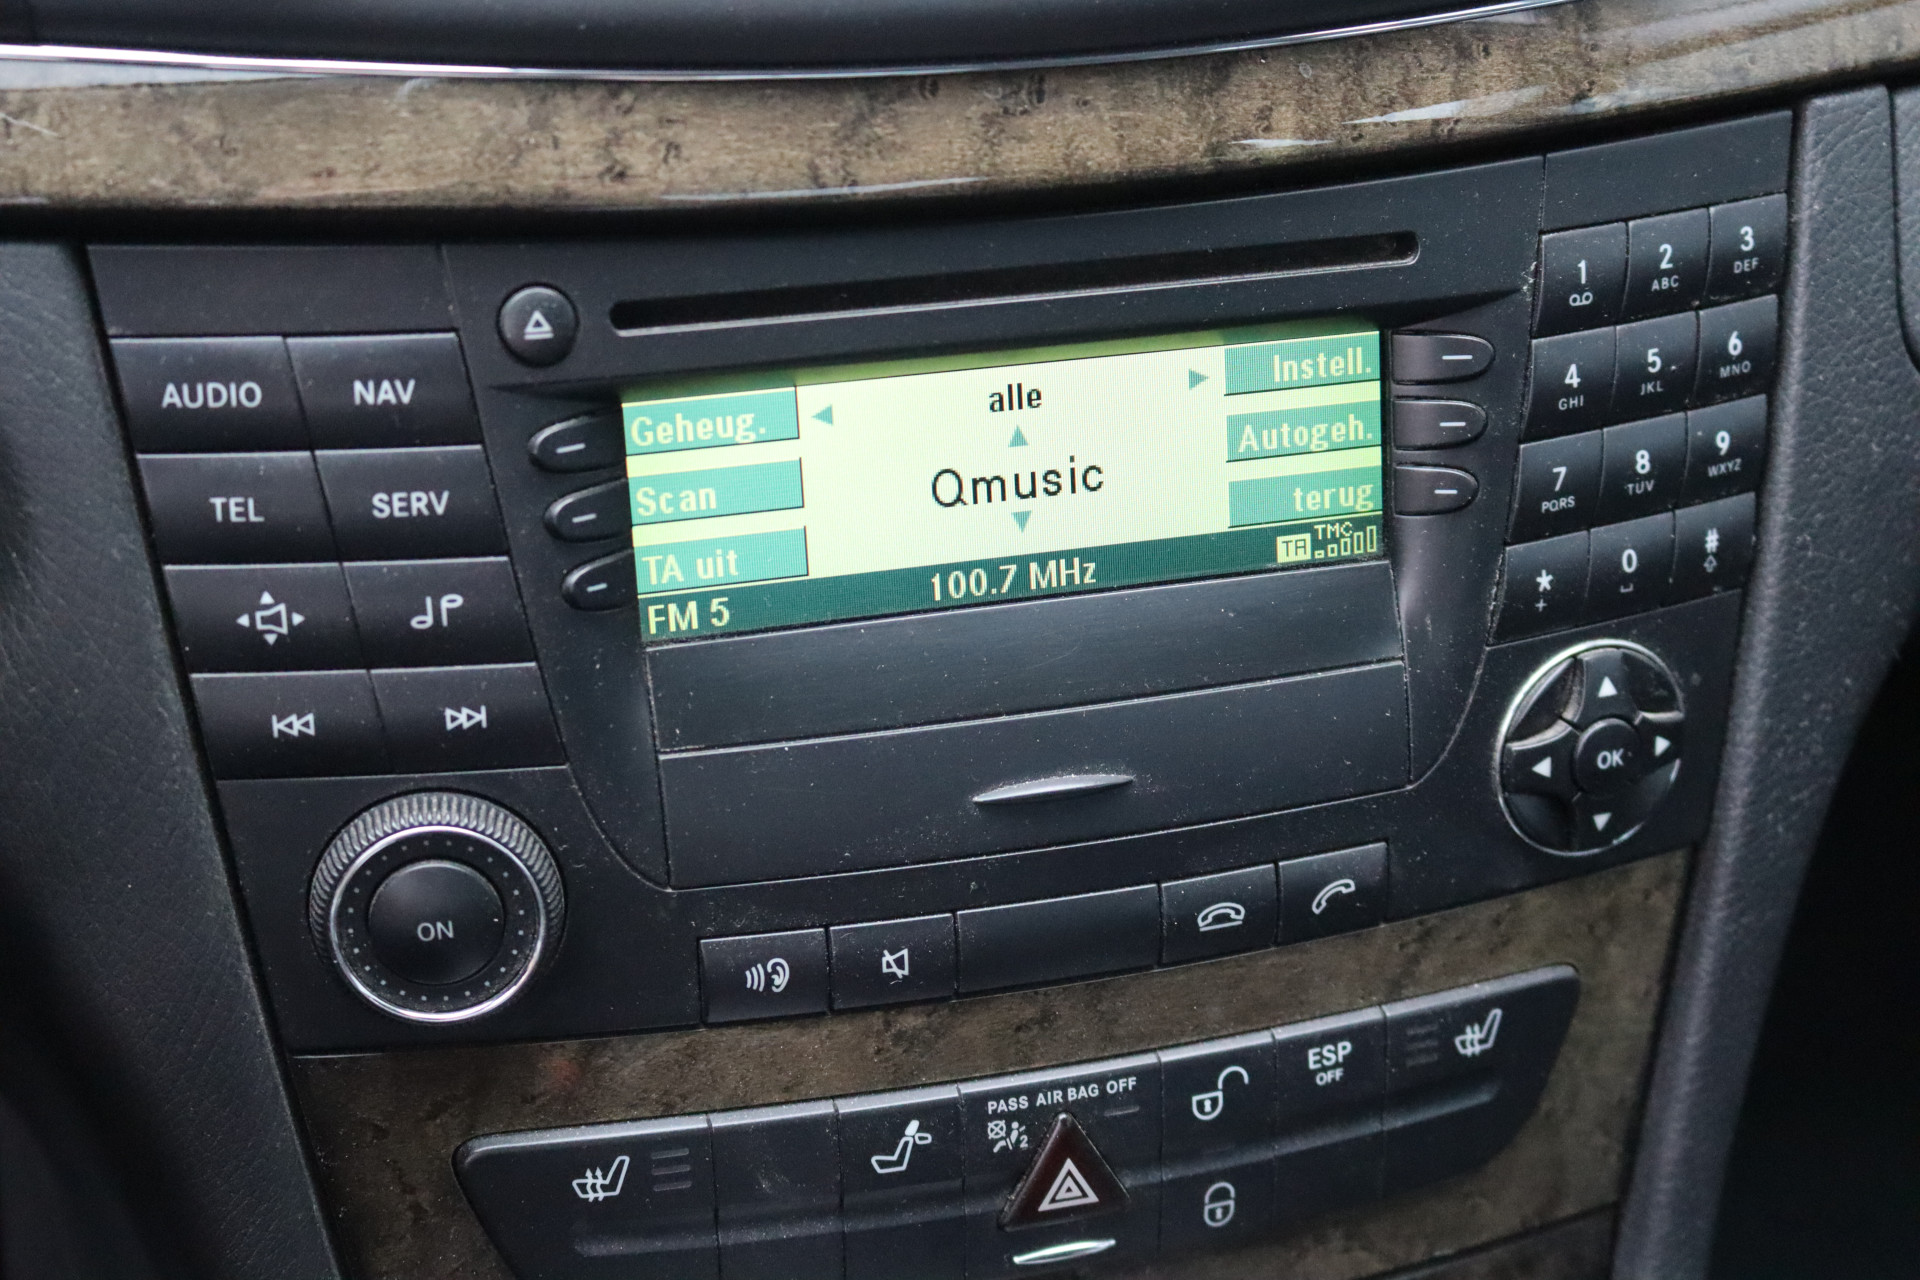 AUDIO NAV
TEL SERV
ON
Geheug.
Scan
TA uit
FM 5
alle
Qmusic
100.7 MHz
Instell.
Autogeh.
terug
TA TMC
1 2 ABC 3 DEF
4 GHI 5 JKL 6 MNO
7 PQRS 8 TUV 9 WXYZ
* + 0 #
OK
PASS AIR BAG OFF
2
ESP
OFF